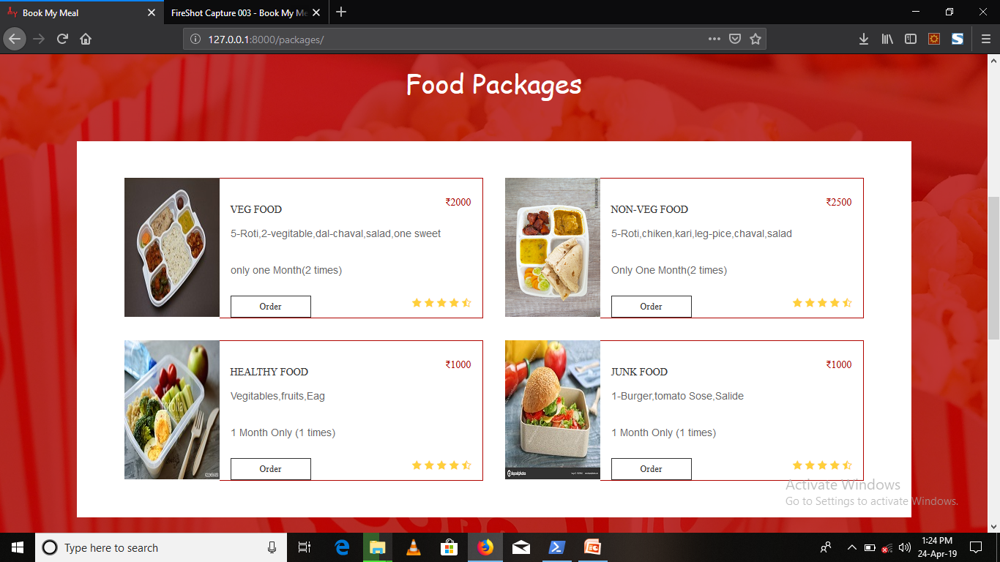 Book My Meal
FireShot Capture 003 - Book My Me
127.0.0.1:8000/packages/
Food Packages
₹2000
VEG FOOD
5-Roti,2-vegitable,dal-chaval,salad,one sweet
only one Month(2 times)
Order
₹2500
NON-VEG FOOD
5-Roti,chiken,kari,leg-pice,chaval,salad
Only One Month(2 times)
Order
₹1000
HEALTHY FOOD
Vegitables,fruits,Eag
1 Month Only (1 times)
Order
₹1000
JUNK FOOD
1-Burger,tomato Sose,Salide
1 Month Only (1 times)
Order
Activate Windows
Go to Settings to activate Windows.
Type here to search
1:24 PM
24-Apr-19